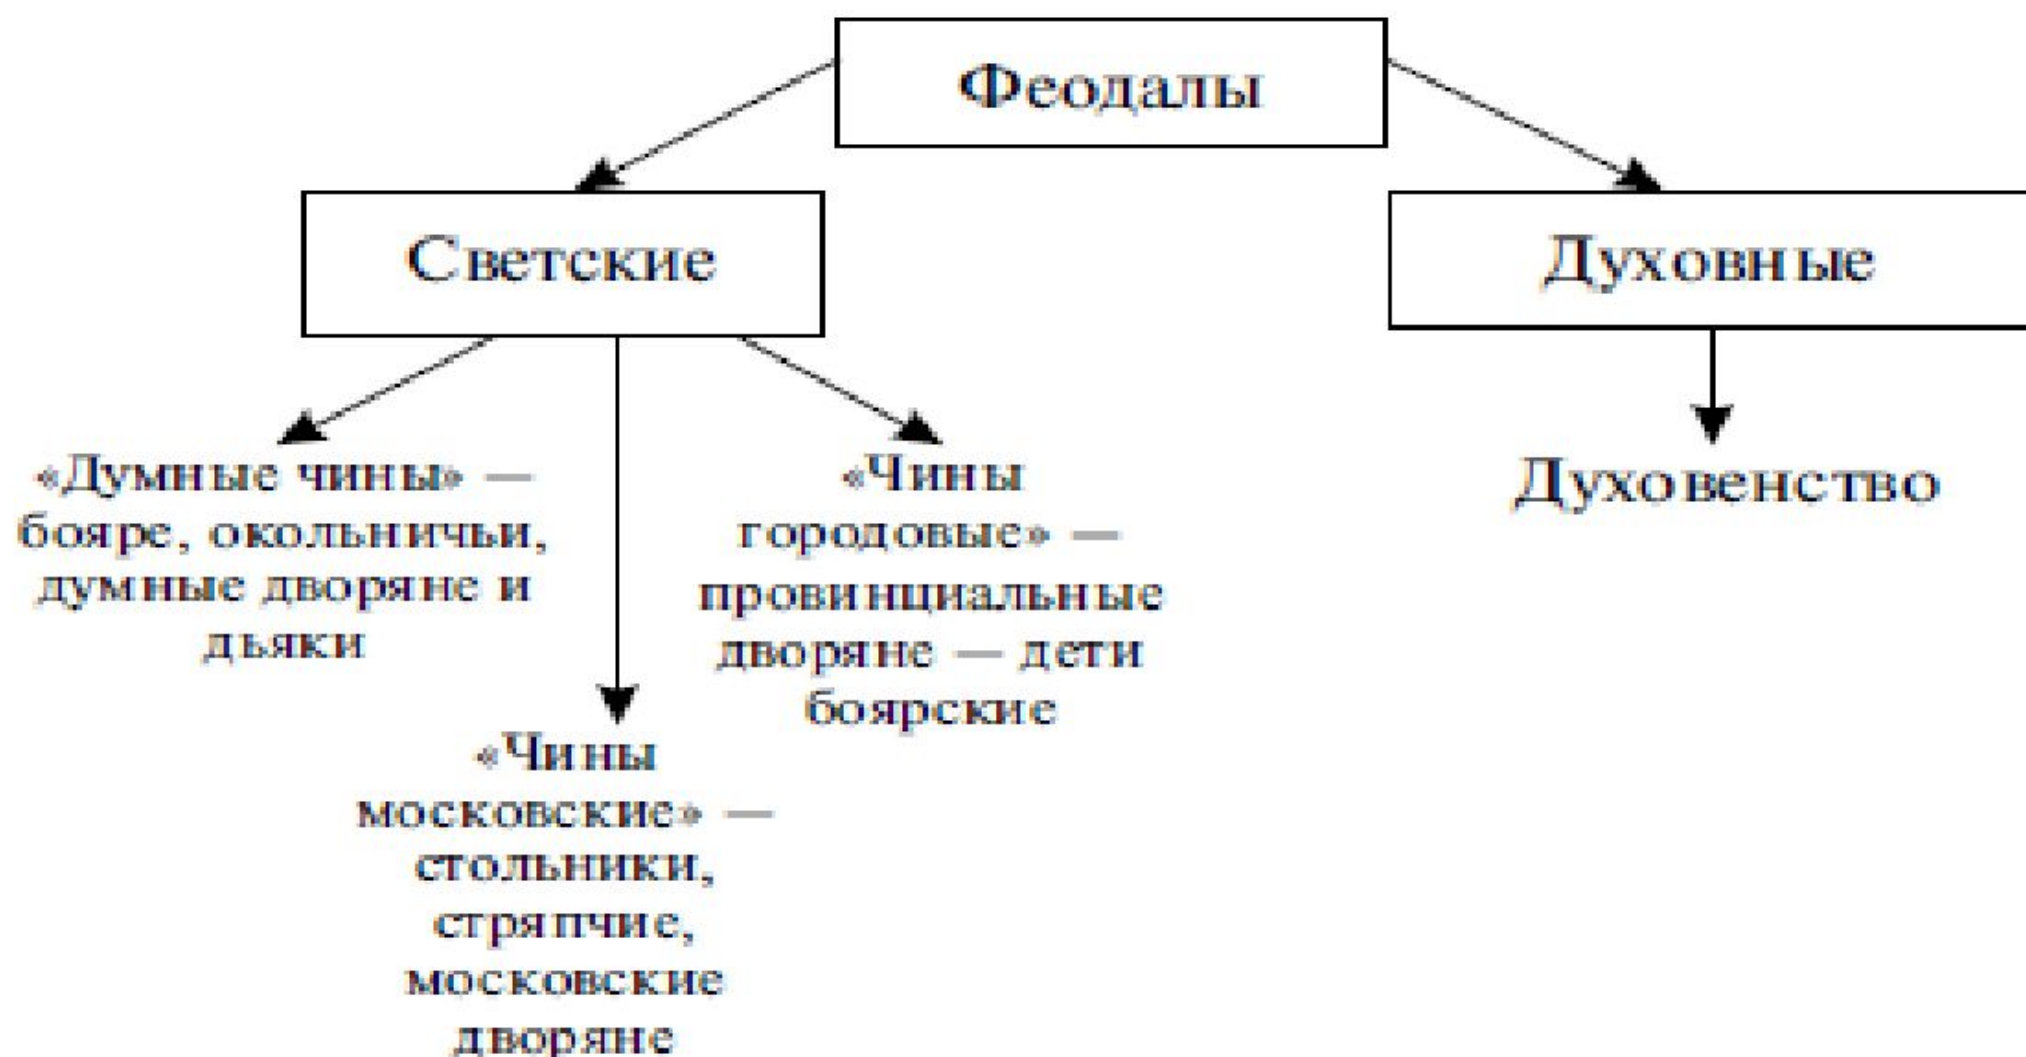 Феодалы
Светские
Духовные
«Думные чины» —
бояре, окольничьи,
думные дворяне и
дьяки
«Чины
городовые» —
провинциальные
дворяне — дети
боярские
Духовенство
«Чины
московские» —
стольники,
стряпчие,
московские
дворяне